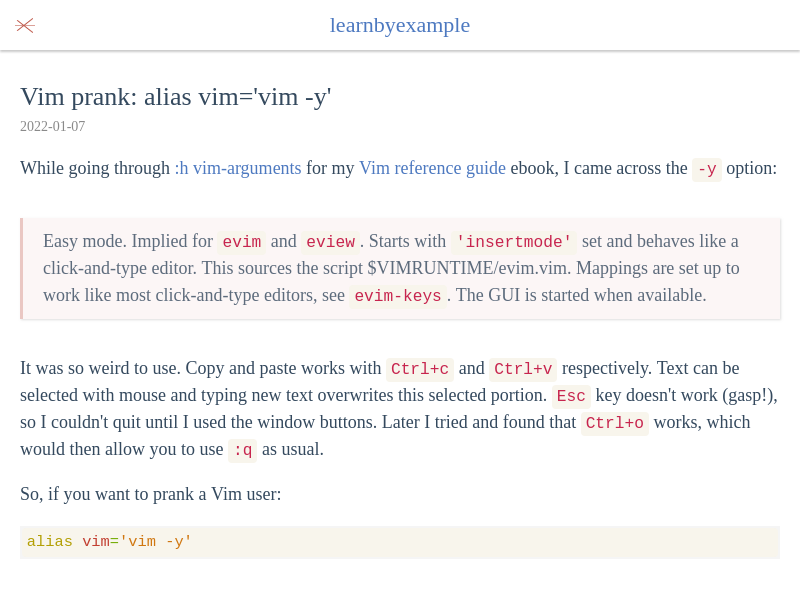 learnbyexample
Vim prank: alias vim='vim -y'
2022-01-07
While going through :h vim-arguments for my Vim reference guide ebook, I came across the -y option:
Easy mode. Implied for evim and eview. Starts with 'insertmode' set and behaves like a
click-and-type editor. This sources the script $VIMRUNTIME/evim.vim. Mappings are set up to
work like most click-and-type editors, see evim-keys. The GUI is started when available.
It was so weird to use. Copy and paste works with Ctrl+c and Ctrl+v respectively. Text can be
selected with mouse and typing new text overwrites this selected portion. Esc key doesn't work (gasp!),
so I couldn't quit until I used the window buttons. Later I tried and found that Ctrl+o works, which
would then allow you to use :q as usual.
So, if you want to prank a Vim user:
alias vim='vim -y'